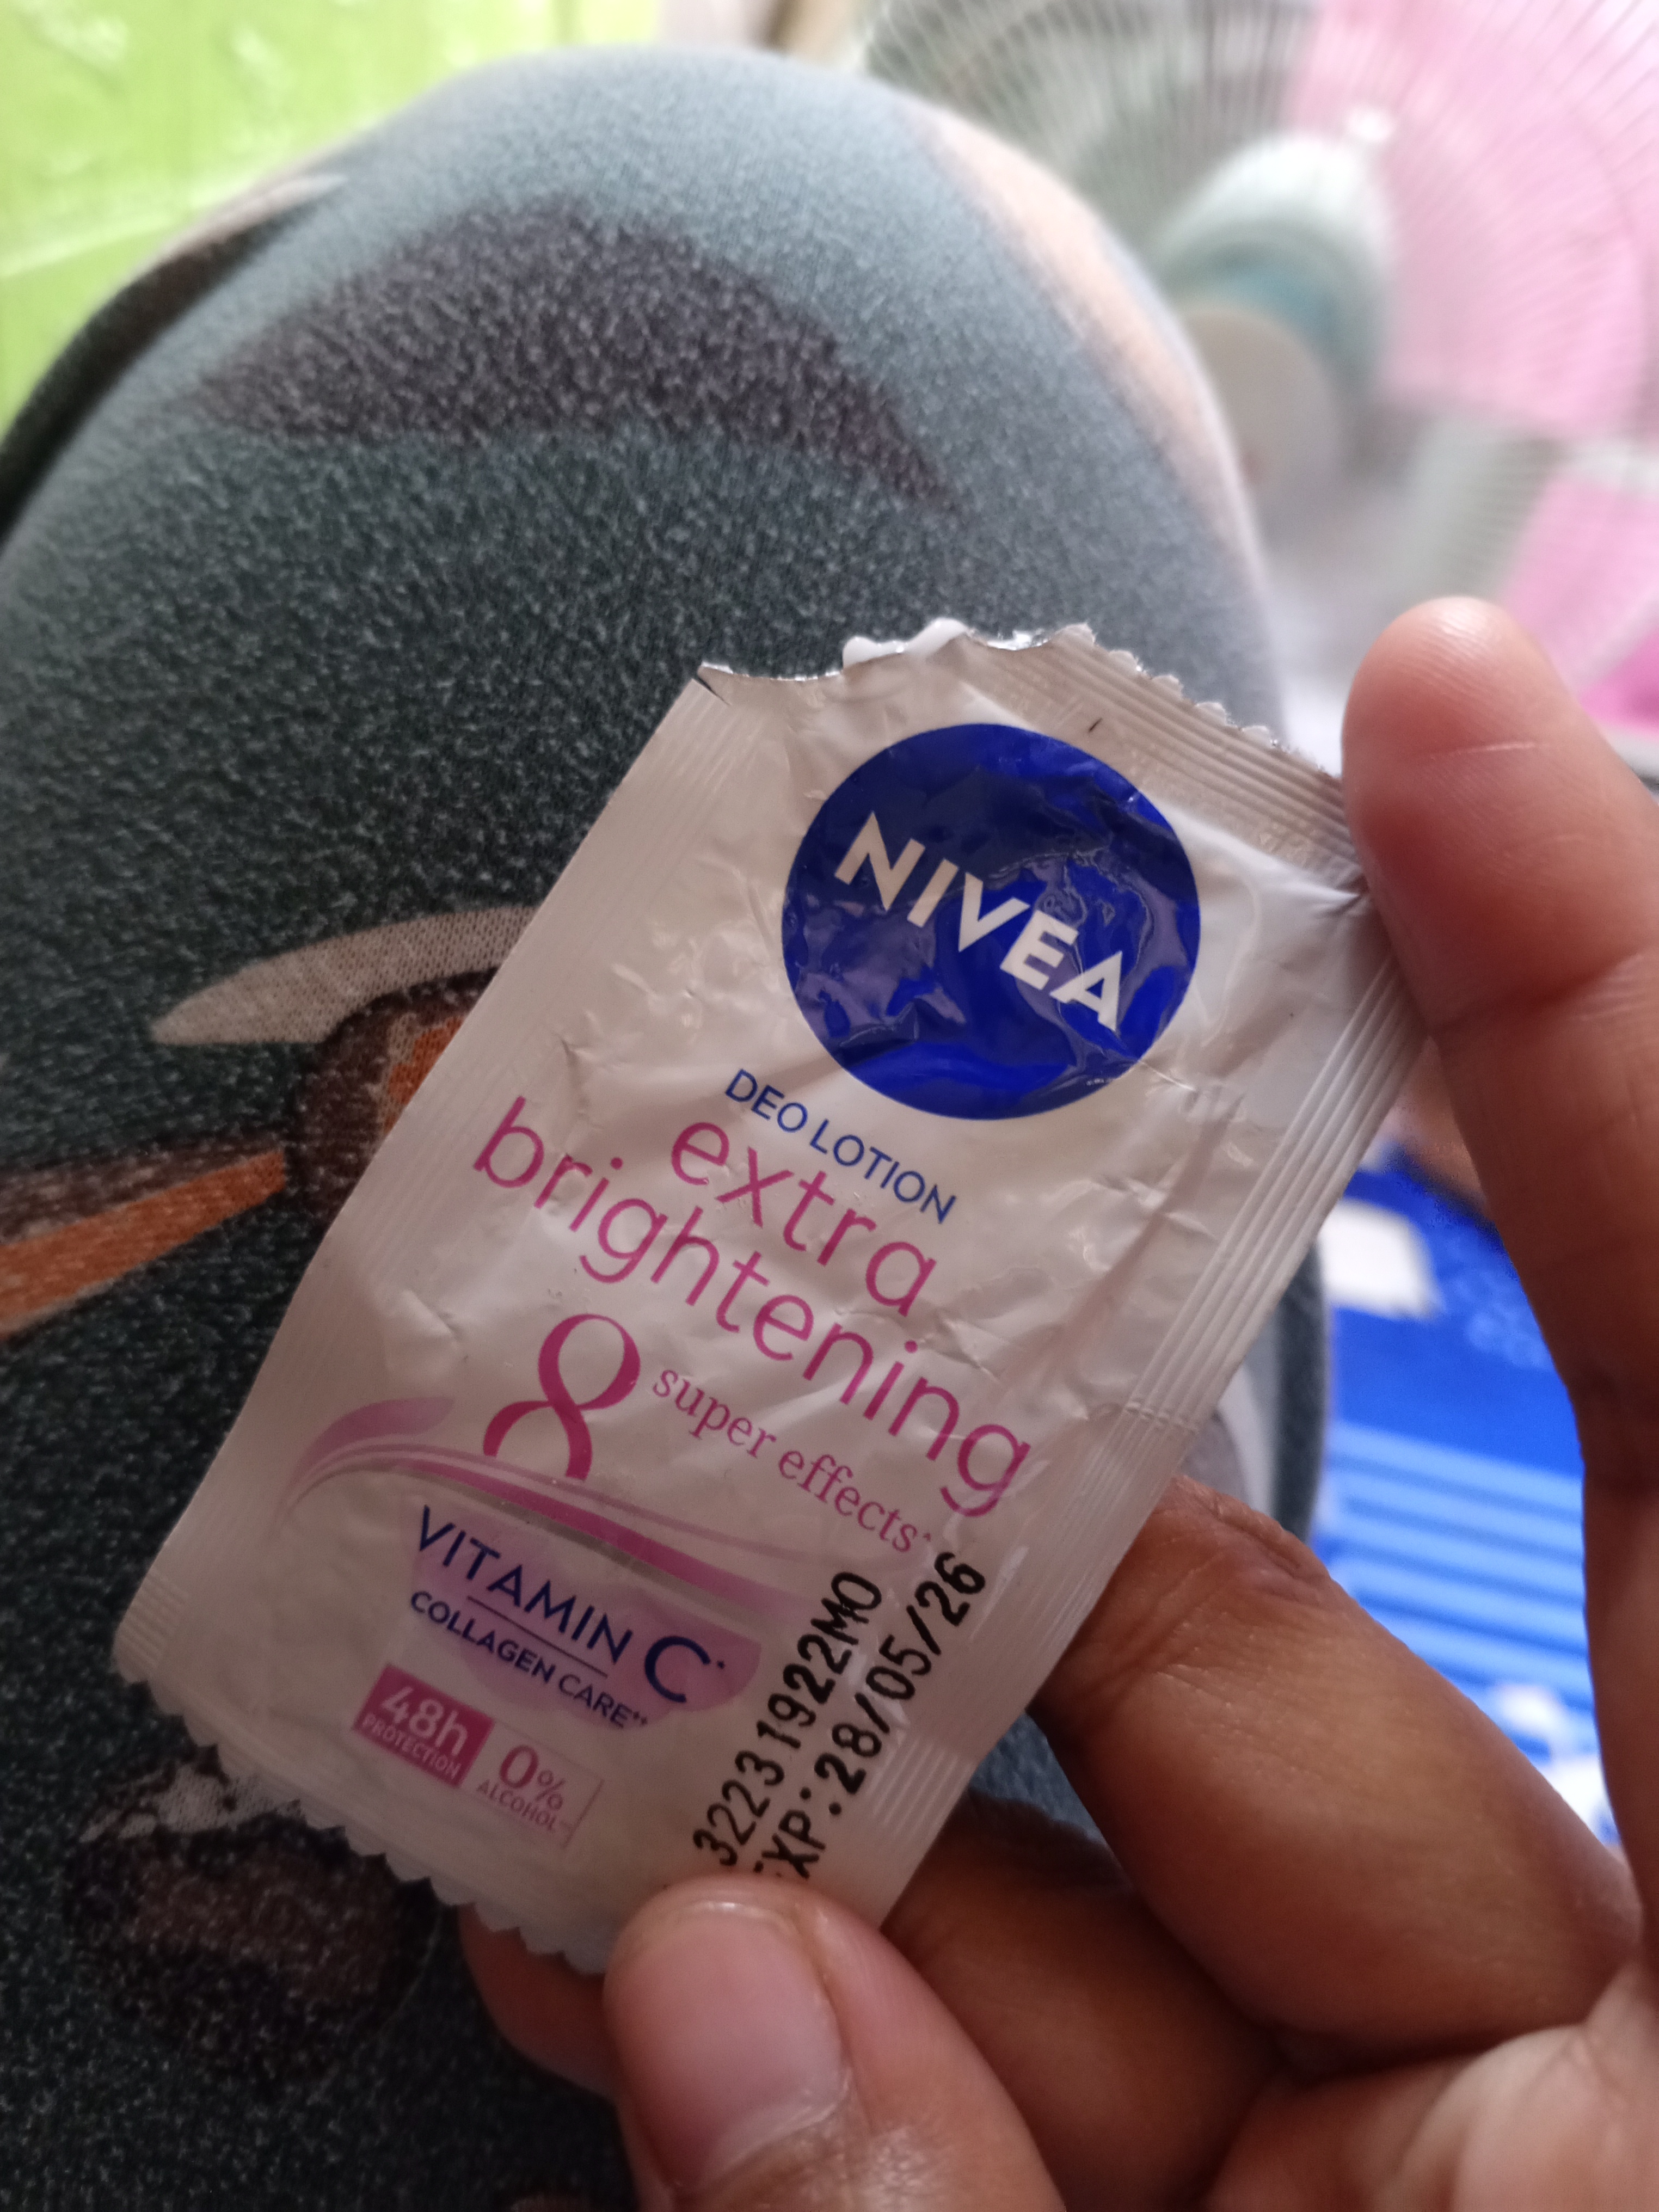 NIVEA
DEO LOTION
extra
brightening
8 super effects^
VITAMIN C*
COLLAGEN CARE**
48h
PROTECTION
0%
ALCOHOL
32231922MO
EXP:28/05/26